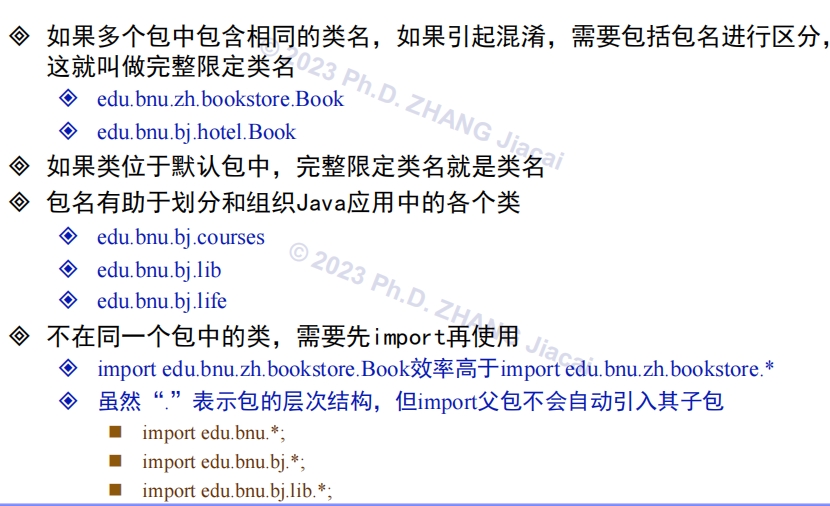 如果多个包中包含相同的类名，如果引起混淆，需要包括包名进行区分，
这就叫做完整限定类名
edu.bnu.zh.bookstore.Book
edu.bnu.bj.hotel.Book
如果类位于默认包中，完整限定类名就是类名
包名有助于划分和组织Java应用中的各个类
edu.bnu.bj.courses
edu.bnu.bj.lib
edu.bnu.bj.life
不在同一个包中的类，需要先import再使用
import edu.bnu.zh.bookstore.Book效率高于import edu.bnu.zh.bookstore.*
虽然“.”表示包的层次结构，但import父包不会自动引入其子包
import edu.bnu.*;
import edu.bnu.bj.*;
import edu.bnu.bj.lib.*;
© 2023 Ph.D. ZHANG Jiacai
© 2023 Ph.D. ZHANG Jiacai